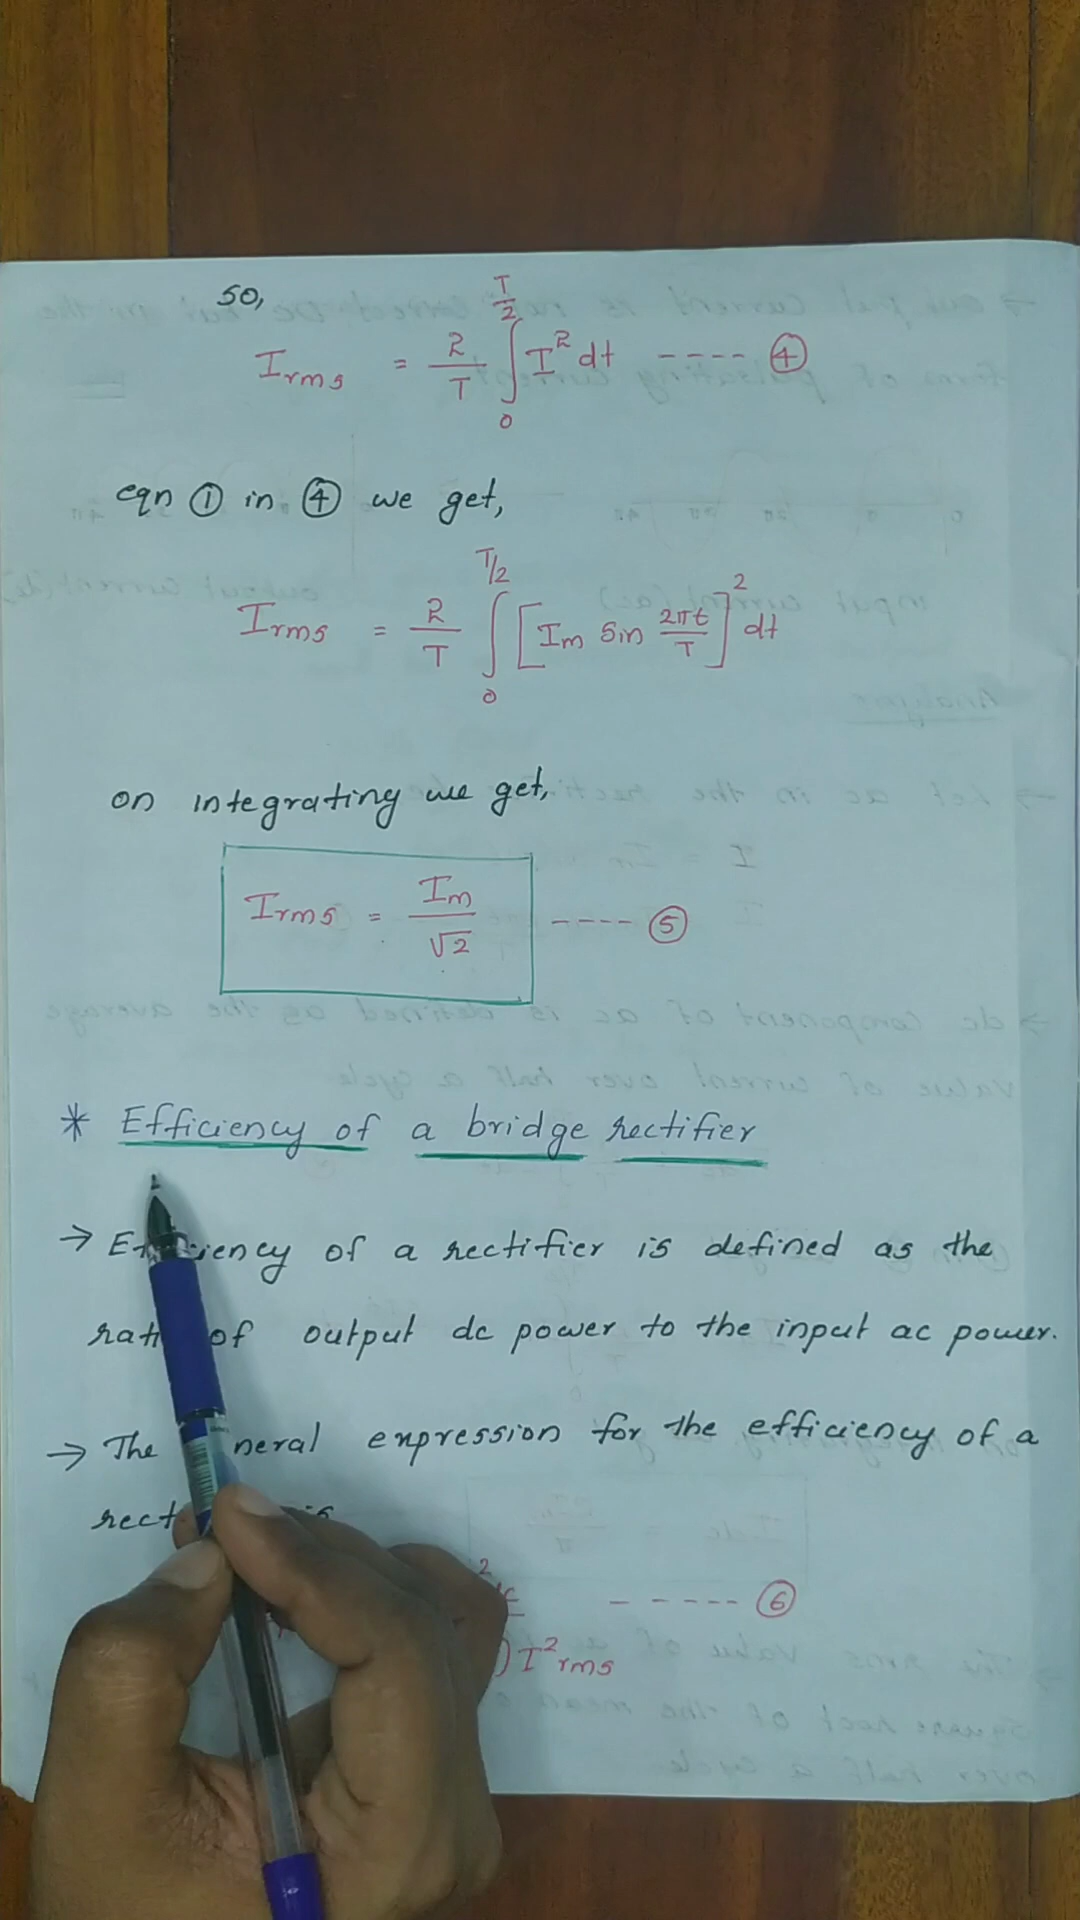 so,
Irms = 2/T ∫₀^(T/2) I² dt ---- ④
eqn ① in ④ we get,
Irms = 2/T ∫₀^(T/2) [Im sin 2πt/T]² dt
on integrating we get,
Irms = Im/√2 ---- ⑤
* Efficiency of a bridge rectifier
→ Efficiency of a rectifier is defined as the
of output dc power to the input ac power.
→ The expression for the efficiency of a
is
------ ⑥
) I² rms